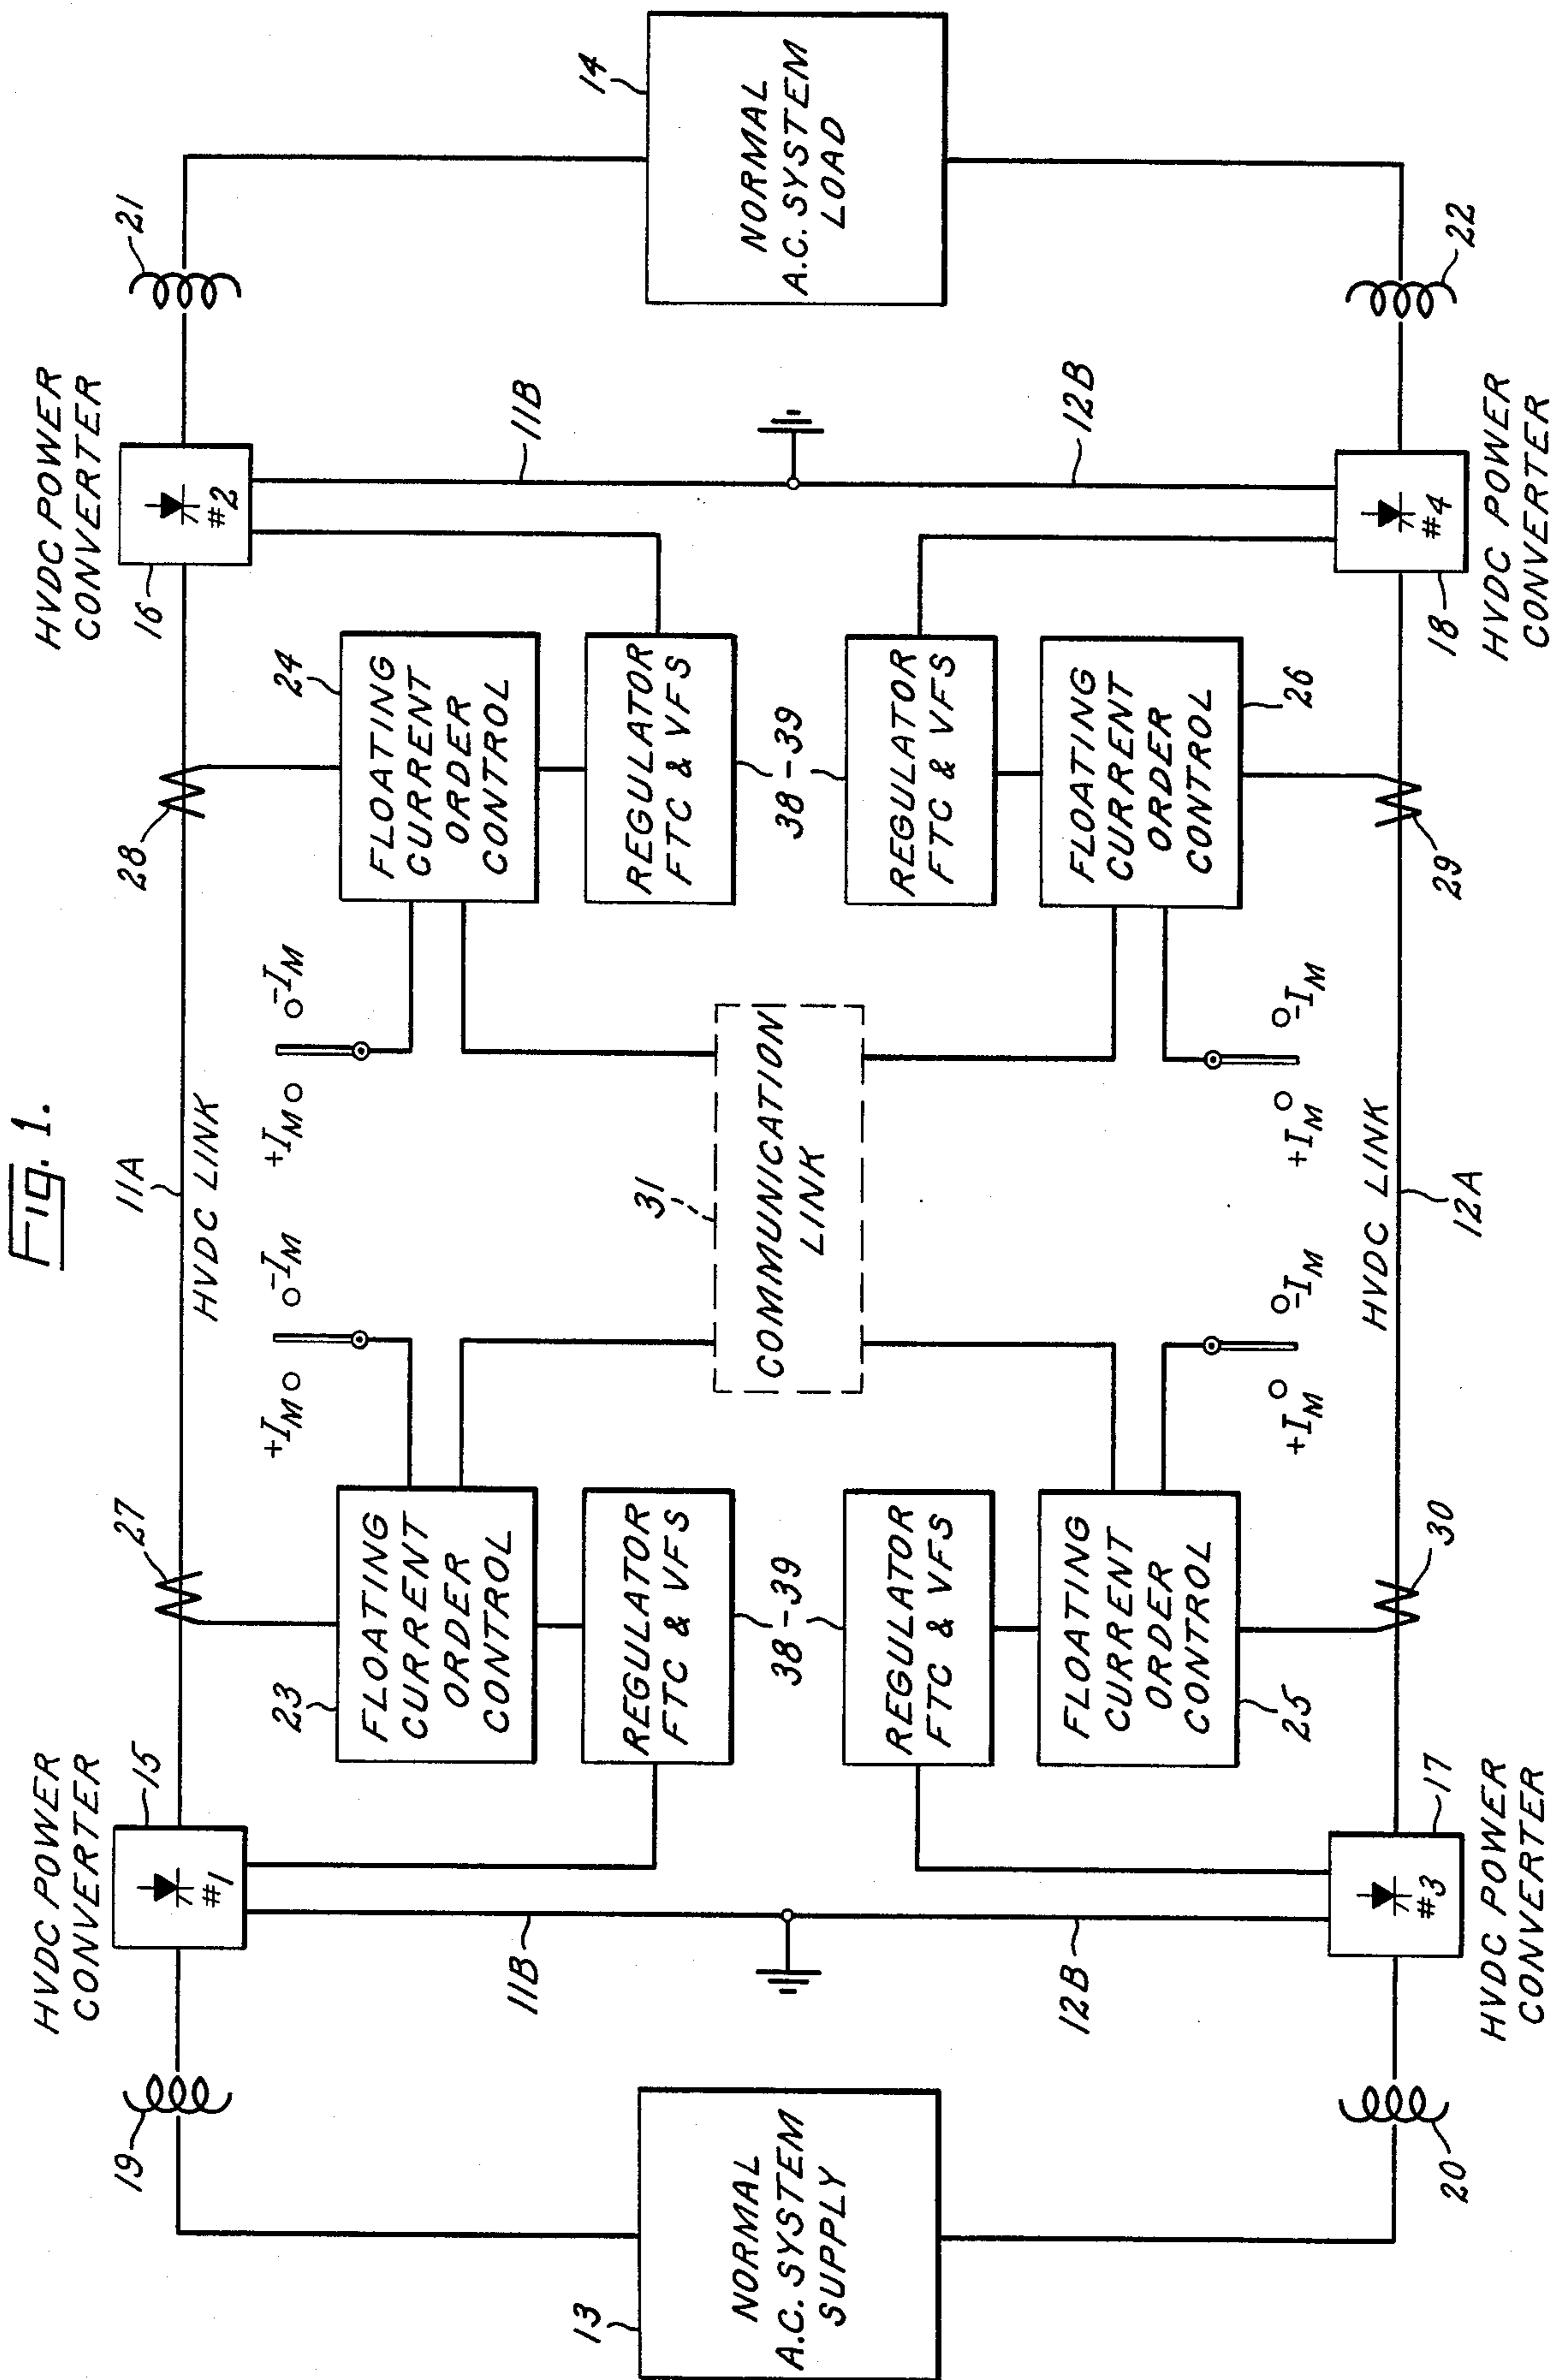 Fig. 1.
HVDC POWER
CONVERTER
15
#1
19
27
11A
HVDC LINK
28
HVDC POWER
CONVERTER
16
#2
21
+IM
-IM
+IM
-IM
23
FLOATING
CURRENT
ORDER
CONTROL
24
FLOATING
CURRENT
ORDER
CONTROL
11B
REGULATOR
FTC & VFS
REGULATOR
FTC & VFS
11B
13
NORMAL
A.C. SYSTEM
SUPPLY
38-39
31
COMMUNICATION
LINK
38-39
14
NORMAL
A.C. SYSTEM
LOAD
12B
REGULATOR
FTC & VFS
REGULATOR
FTC & VFS
12B
FLOATING
CURRENT
ORDER
CONTROL
25
FLOATING
CURRENT
ORDER
CONTROL
26
+IM
-IM
+IM
-IM
20
#3
17
HVDC POWER
CONVERTER
30
HVDC LINK
12A
29
#4
18
HVDC POWER
CONVERTER
22